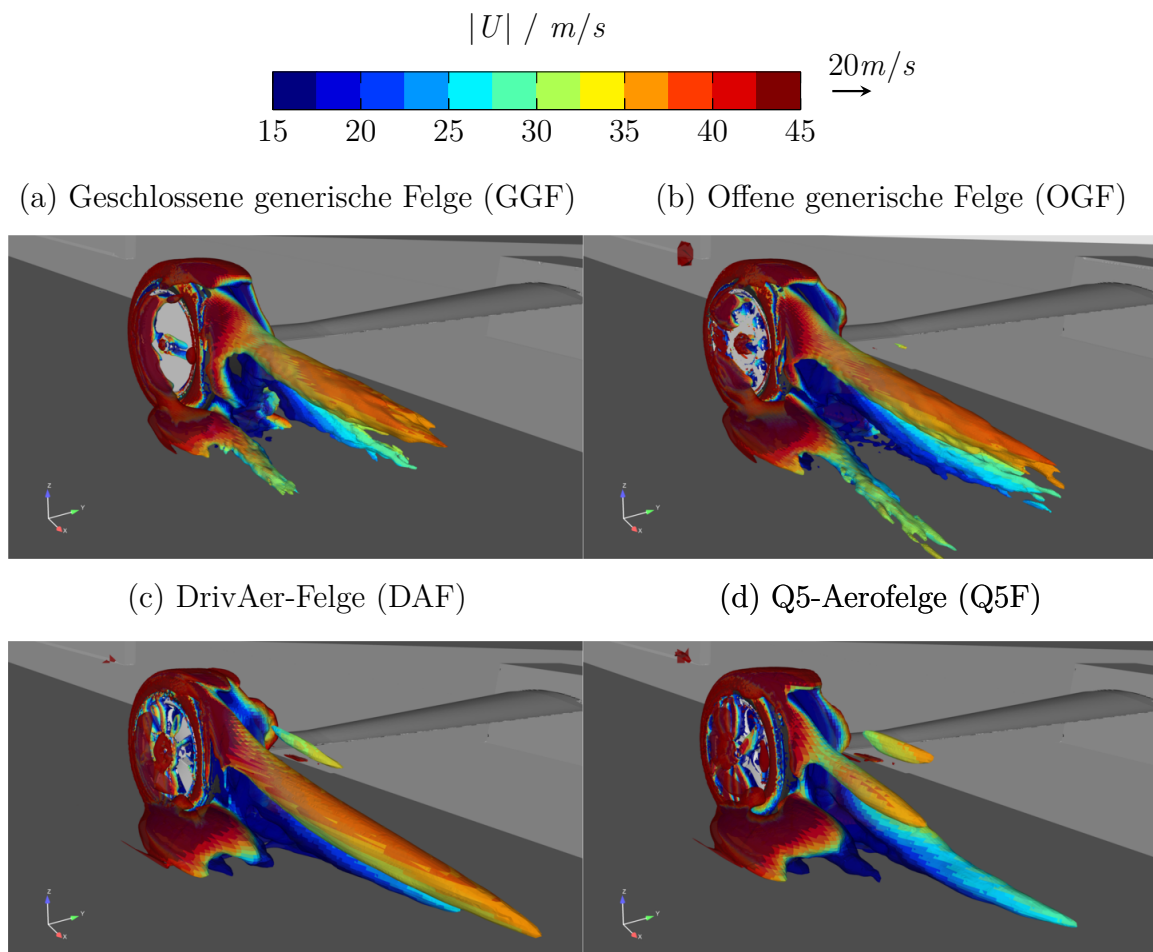 |U| / m/s
20m/s
15 20 25 30 35 40 45
(a) Geschlossene generische Felge (GGF)
(b) Offene generische Felge (OGF)
Z Y X
Z Y X
(c) DrivAer-Felge (DAF)
(d) Q5-Aerofelge (Q5F)
Z Y X
Z Y X